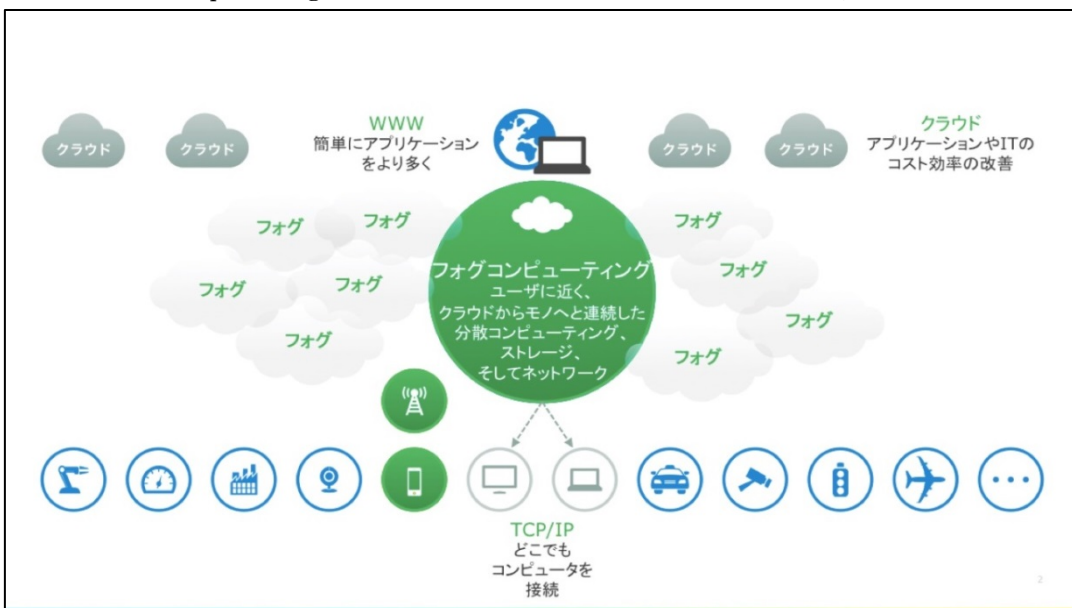 クラウド
クラウド
WWW
簡単にアプリケーション
をより多く
クラウド
クラウド
クラウド
アプリケーションやITの
コスト効率の改善
フォグ
フォグ
フォグ
フォグ
フォグ
フォグコンピューティング
ユーザに近く、
クラウドからモノへと連続した
分散コンピューティング、
ストレージ、
そしてネットワーク
フォグ
フォグ
フォグ
フォグ
TCP/IP
どこでも
コンピュータを
接続
2